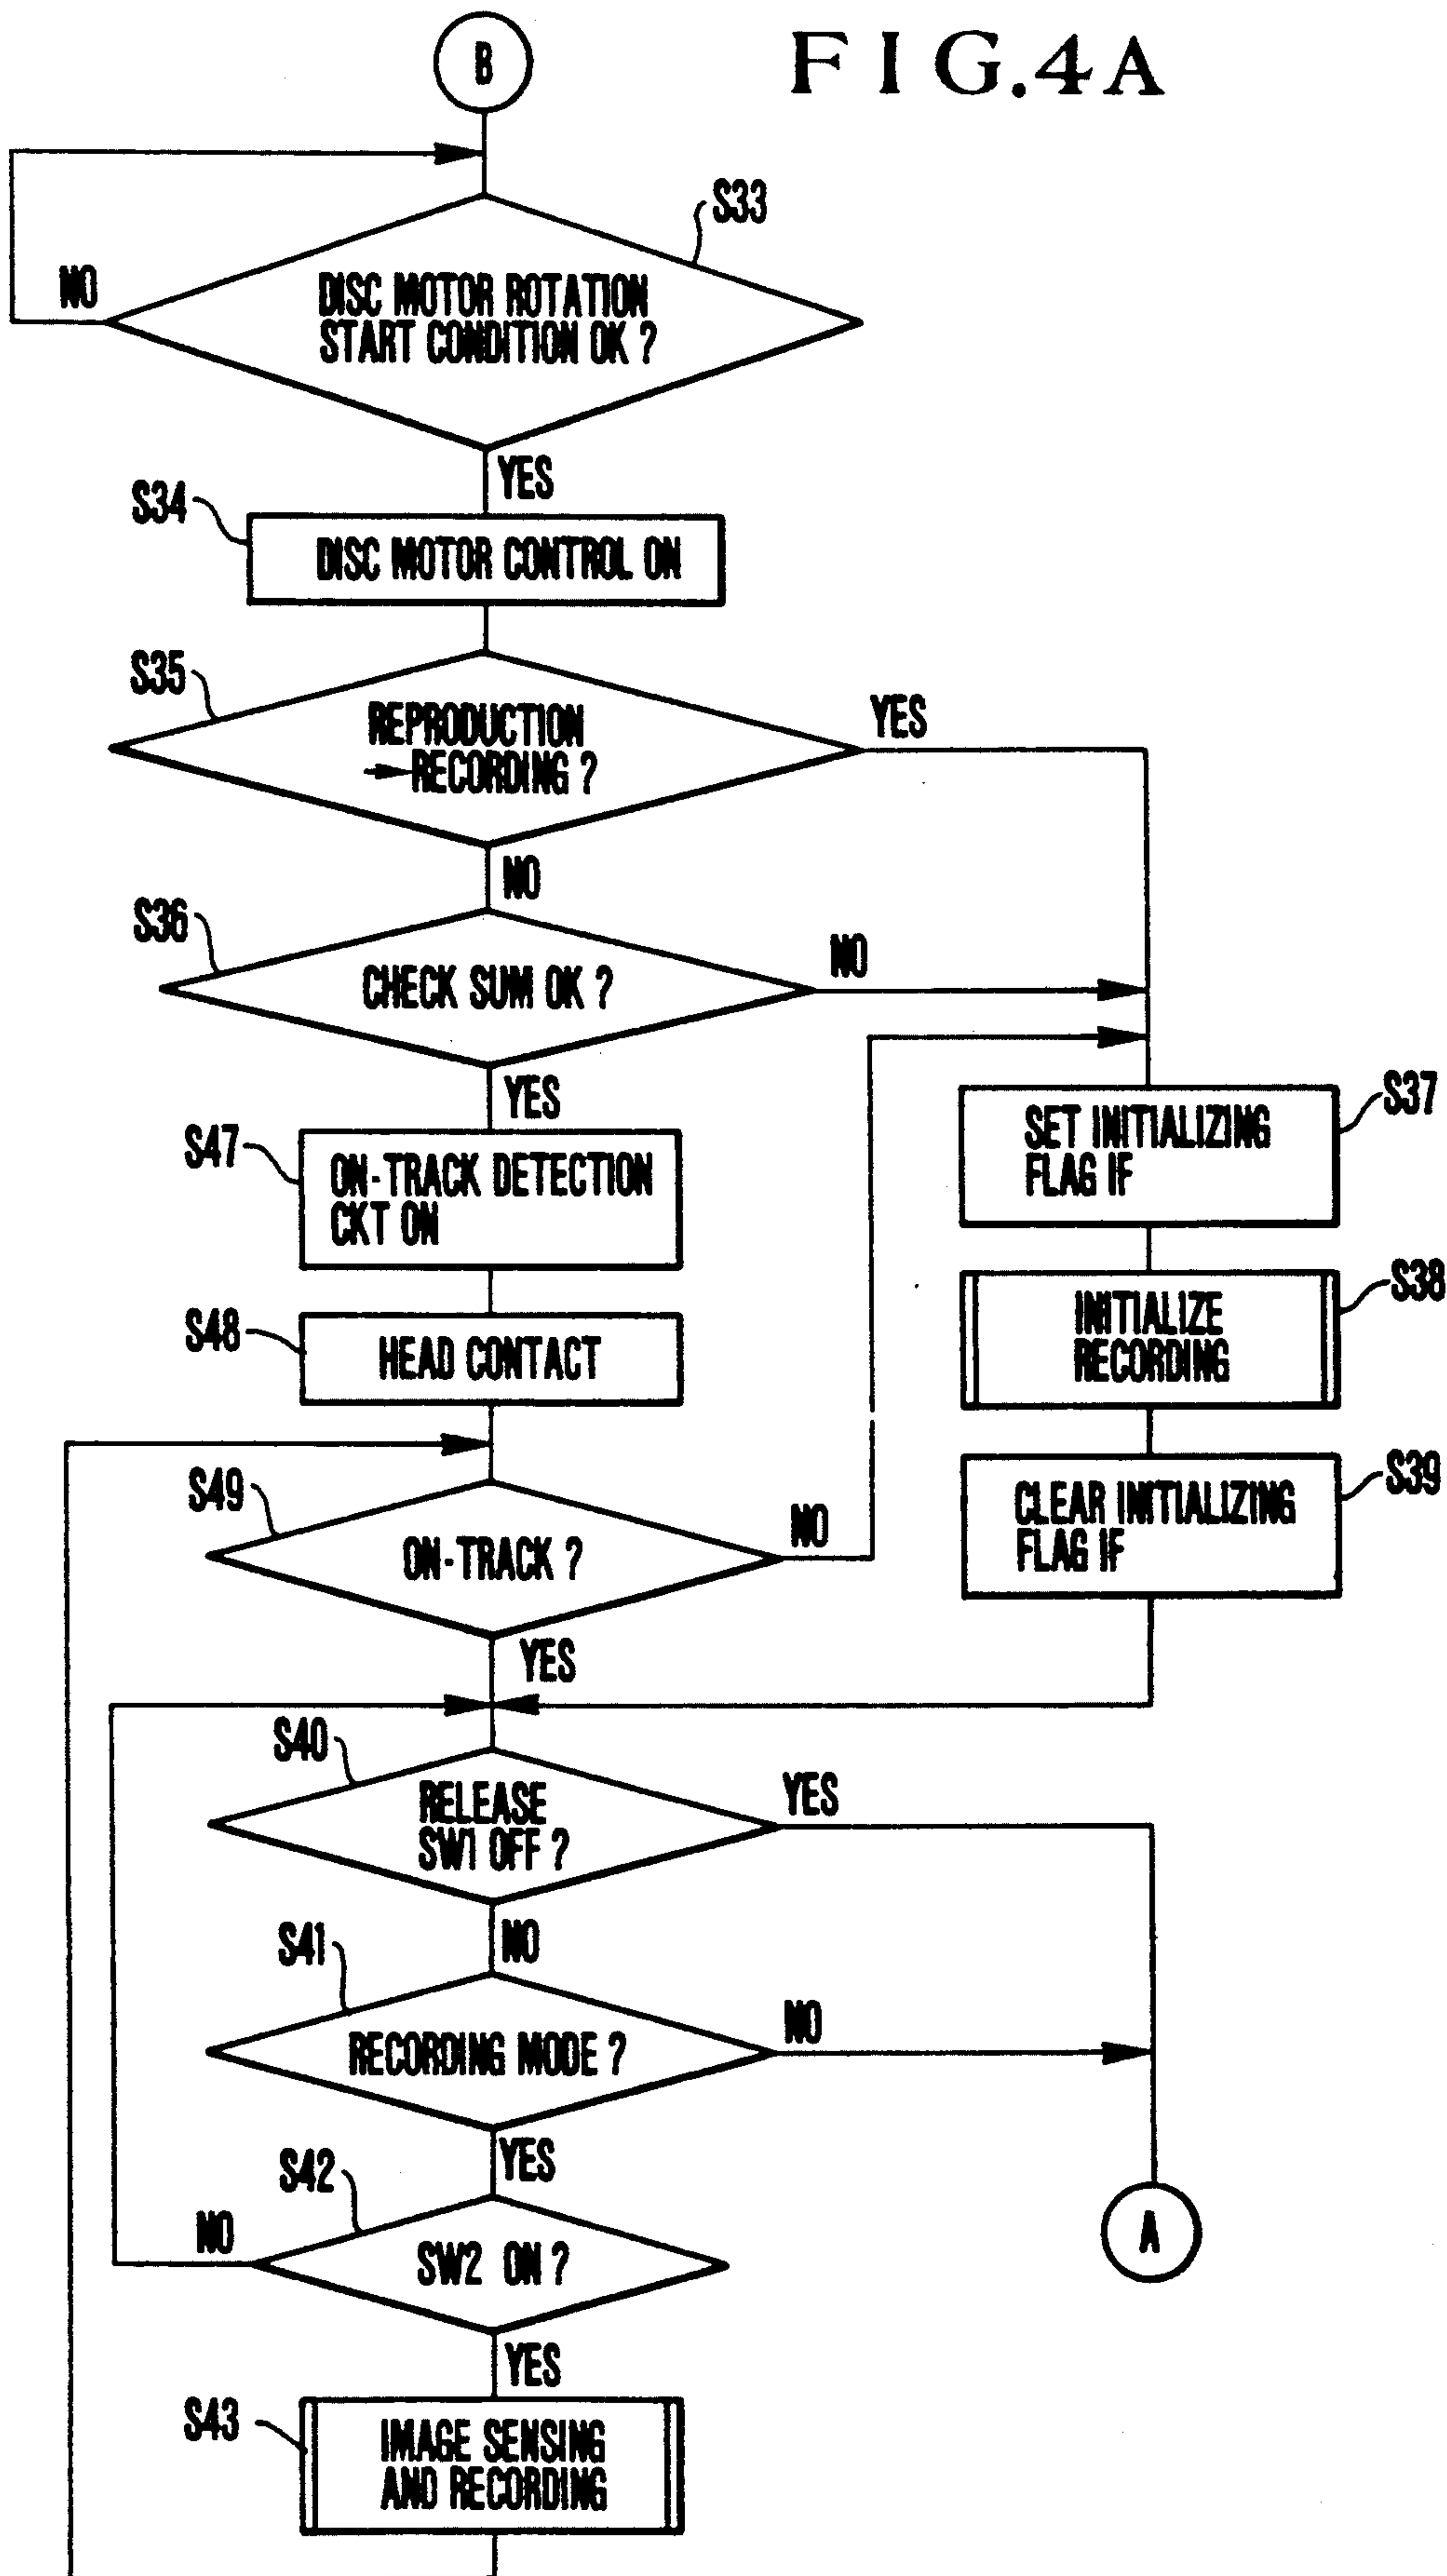 FIG.4A
B
S33
NO
DISC MOTOR ROTATION
START CONDITION OK ?
YES
S34
DISC MOTOR CONTROL ON
S35
REPRODUCTION
→RECORDING ?
YES
NO
S36
CHECK SUM OK ?
NO
YES
S47
ON-TRACK DETECTION
CKT ON
S37
SET INITIALIZING
FLAG IF
S48
HEAD CONTACT
S38
INITIALIZE
RECORDING
S49
ON-TRACK ?
NO
S39
CLEAR INITIALIZING
FLAG IF
YES
S40
RELEASE
SW1 OFF ?
YES
NO
S41
RECORDING MODE ?
NO
YES
S42
NO
SW2 ON ?
A
YES
S43
IMAGE SENSING
AND RECORDING